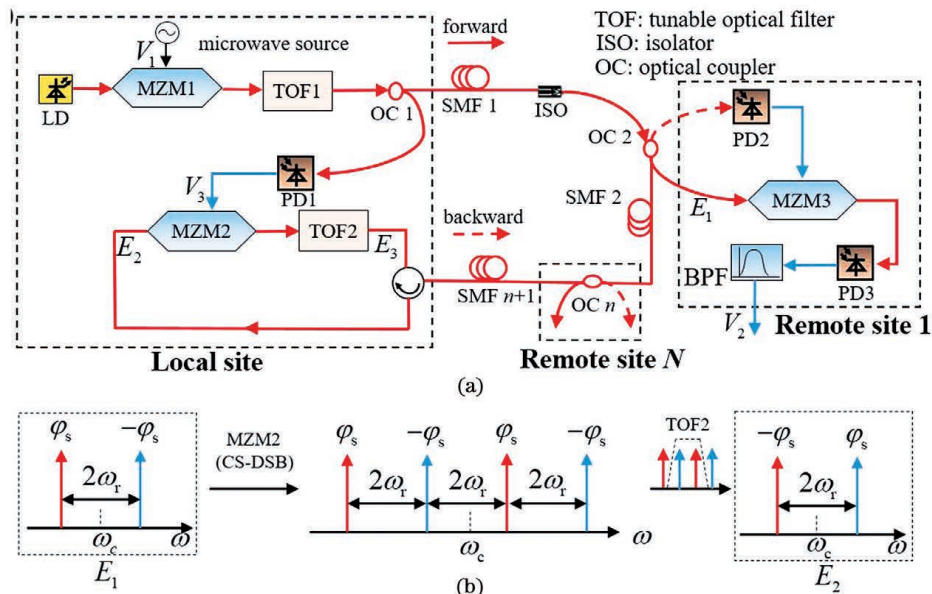 TOF: tunable optical filter
ISO: isolator
OC: optical coupler
V₁
microwave source
forward
LD
MZM1
TOF1
OC 1
SMF 1
ISO
OC 2
PD2
V₃
PD1
SMF 2
E₁
MZM3
backward
E₂
MZM2
TOF2
E₃
BPF
PD3
SMF n+1
OC n
V₂
Remote site 1
Local site
Remote site N
(a)
φₛ
−φₛ
MZM2
(CS-DSB)
φₛ
−φₛ
φₛ
−φₛ
TOF2
−φₛ
φₛ
2ωᵣ
2ωᵣ
2ωᵣ
2ωᵣ
2ωᵣ
ω_c
ω
ω_c
ω
ω_c
ω
E₁
(b)
E₂